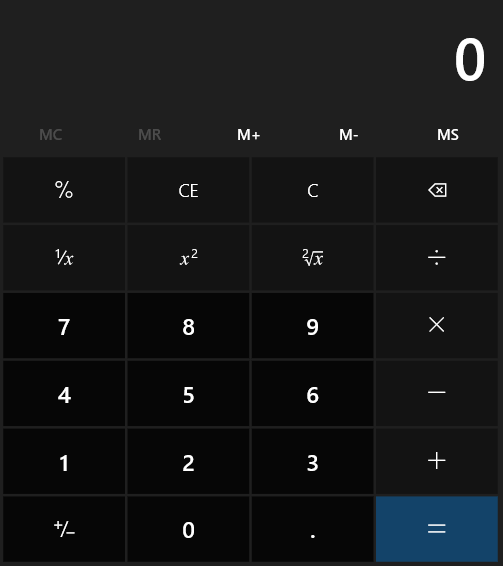 0
MC MR M+ M- MS
% CE C
¹/x x² ²√x ÷
7 8 9 ×
4 5 6 −
1 2 3 +
⁺/₋ 0 . =